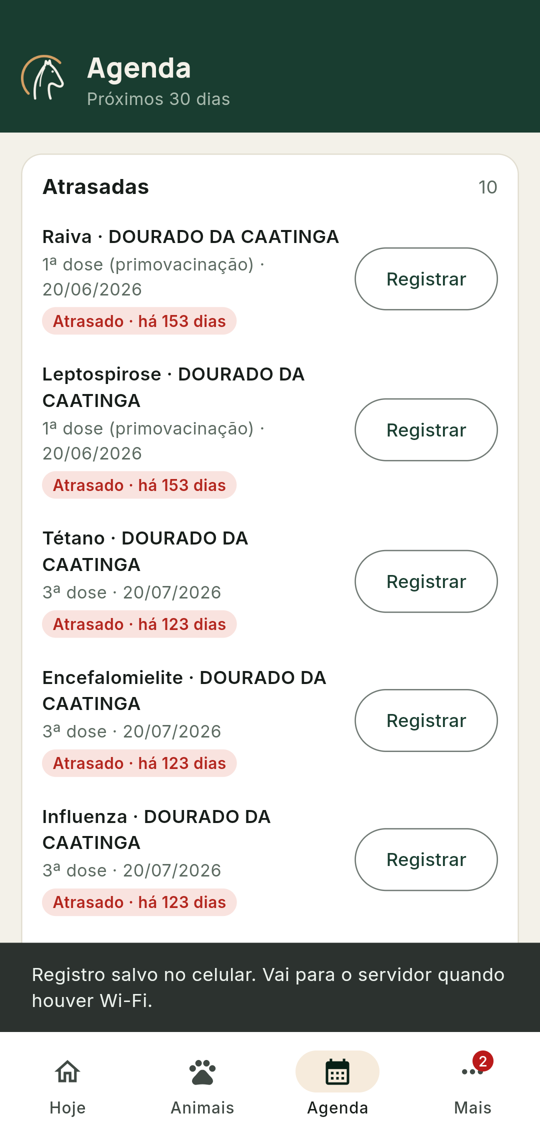 Agenda
Próximos 30 dias
Atrasadas
10
Raiva · DOURADO DA CAATINGA
1ª dose (primovacinação) ·
20/06/2026
Atrasado · há 153 dias
Registrar
Leptospirose · DOURADO DA
CAATINGA
1ª dose (primovacinação) ·
20/06/2026
Atrasado · há 153 dias
Registrar
Tétano · DOURADO DA
CAATINGA
3ª dose · 20/07/2026
Atrasado · há 123 dias
Registrar
Encefalomielite · DOURADO DA
CAATINGA
3ª dose · 20/07/2026
Atrasado · há 123 dias
Registrar
Influenza · DOURADO DA
CAATINGA
3ª dose · 20/07/2026
Atrasado · há 123 dias
Registrar
Registro salvo no celular. Vai para o servidor quando
houver Wi-Fi.
2
Hoje
Animais
Agenda
Mais